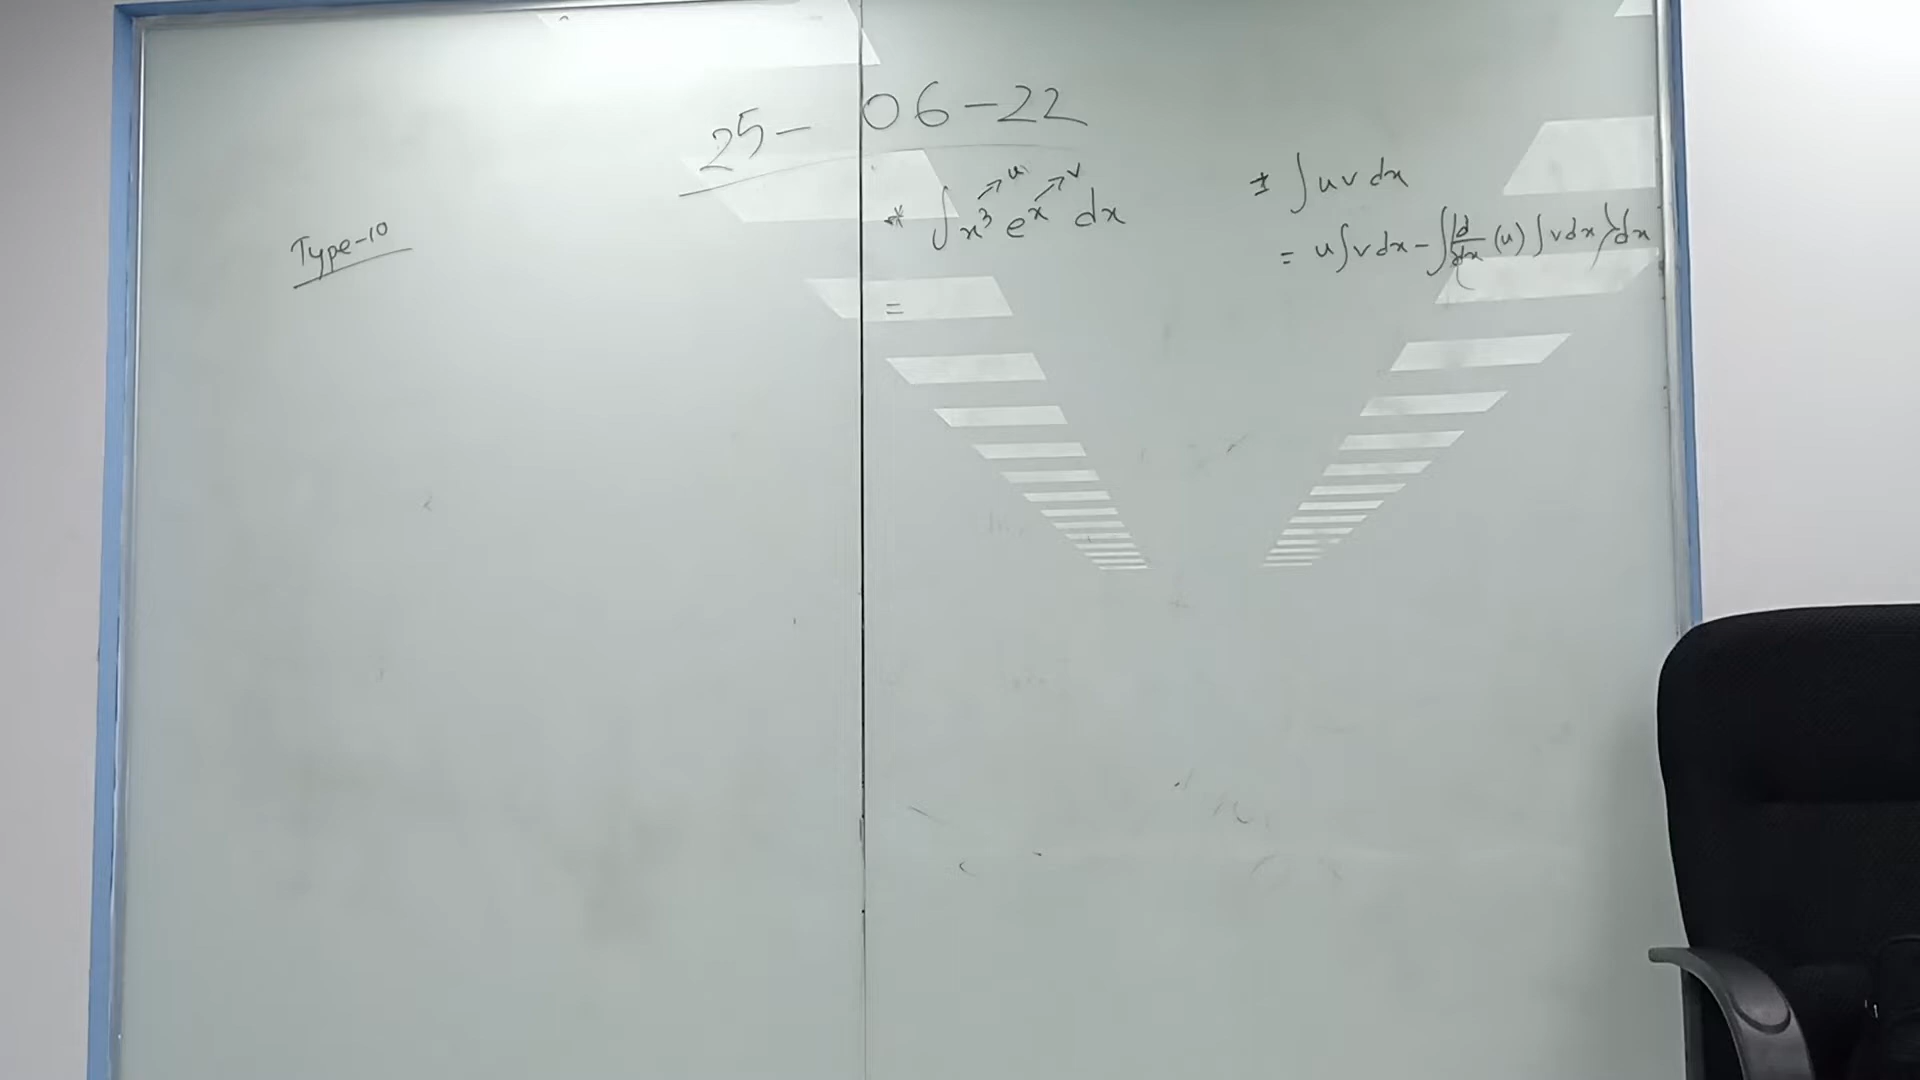 25-06-22
Type-10
* ∫x³ eˣ dx
u
v
=
* ∫uv dx
= u∫v dx - ∫(d/dx (u) ∫v dx) dx